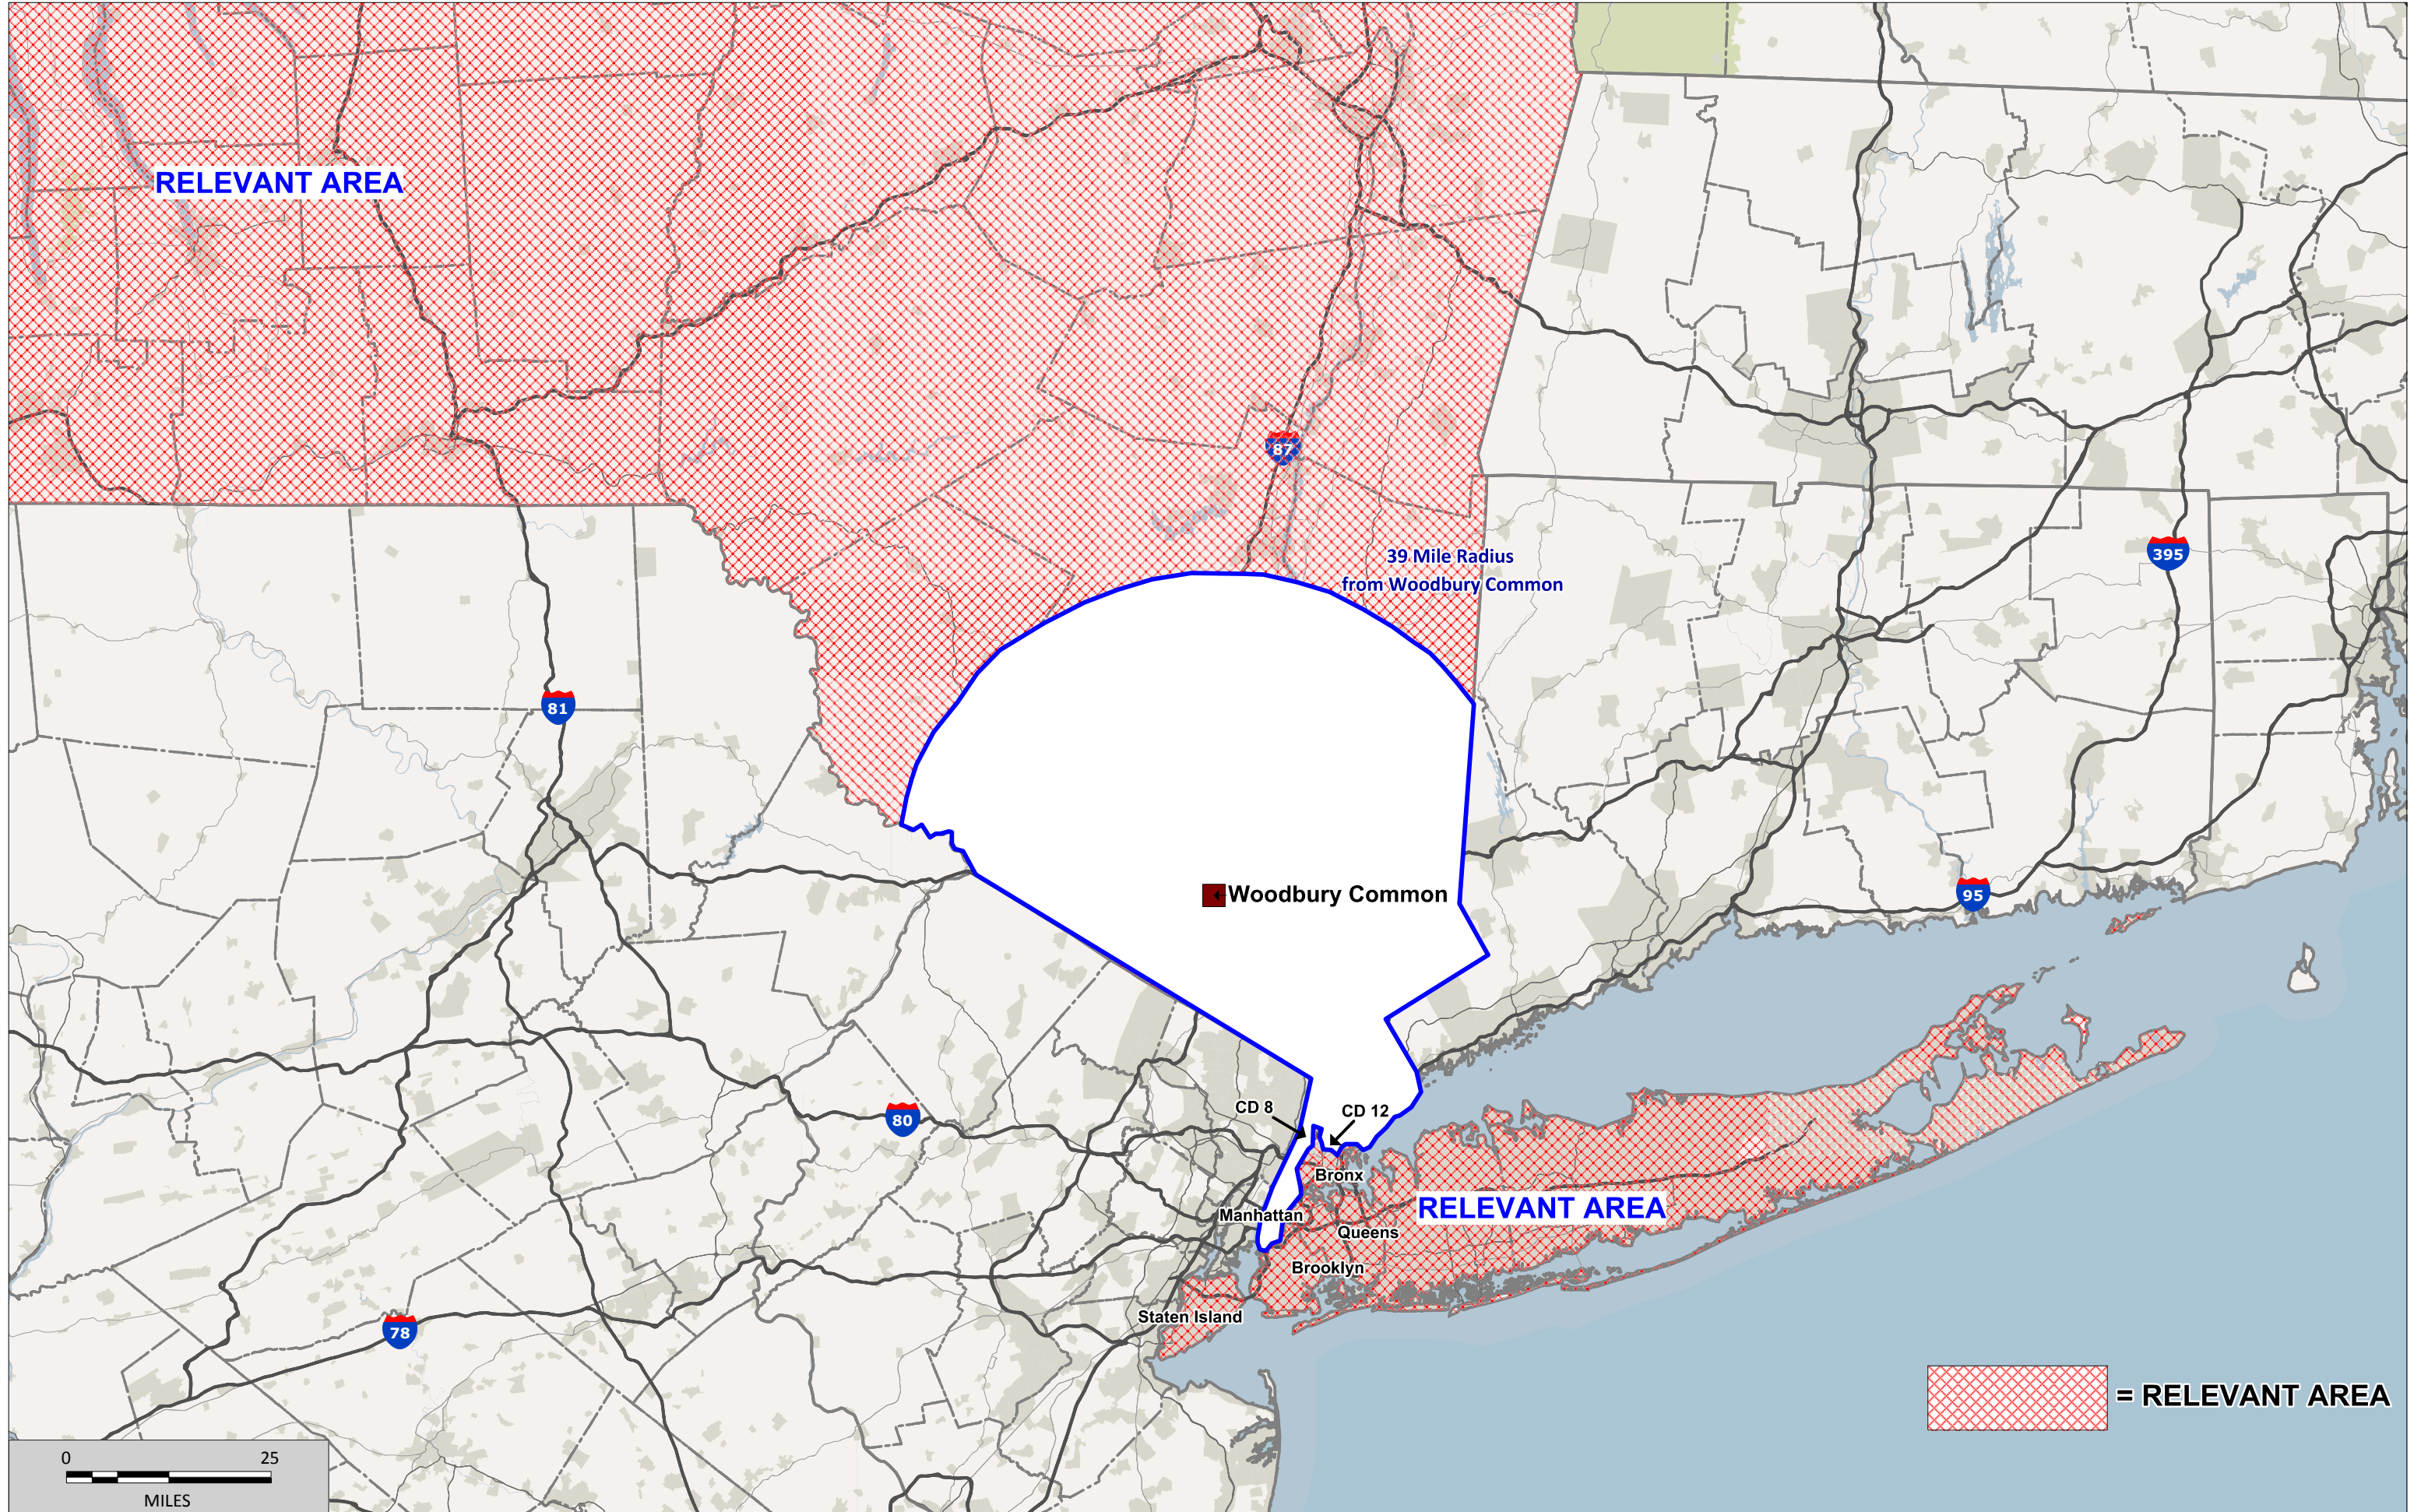 RELEVANT AREA
87
39 Mile Radius
from Woodbury Common
395
81
Woodbury Common
95
CD 8
CD 12
80
Bronx
RELEVANT AREA
Manhattan
Queens
Brooklyn
Staten Island
78
= RELEVANT AREA
0 25
MILES